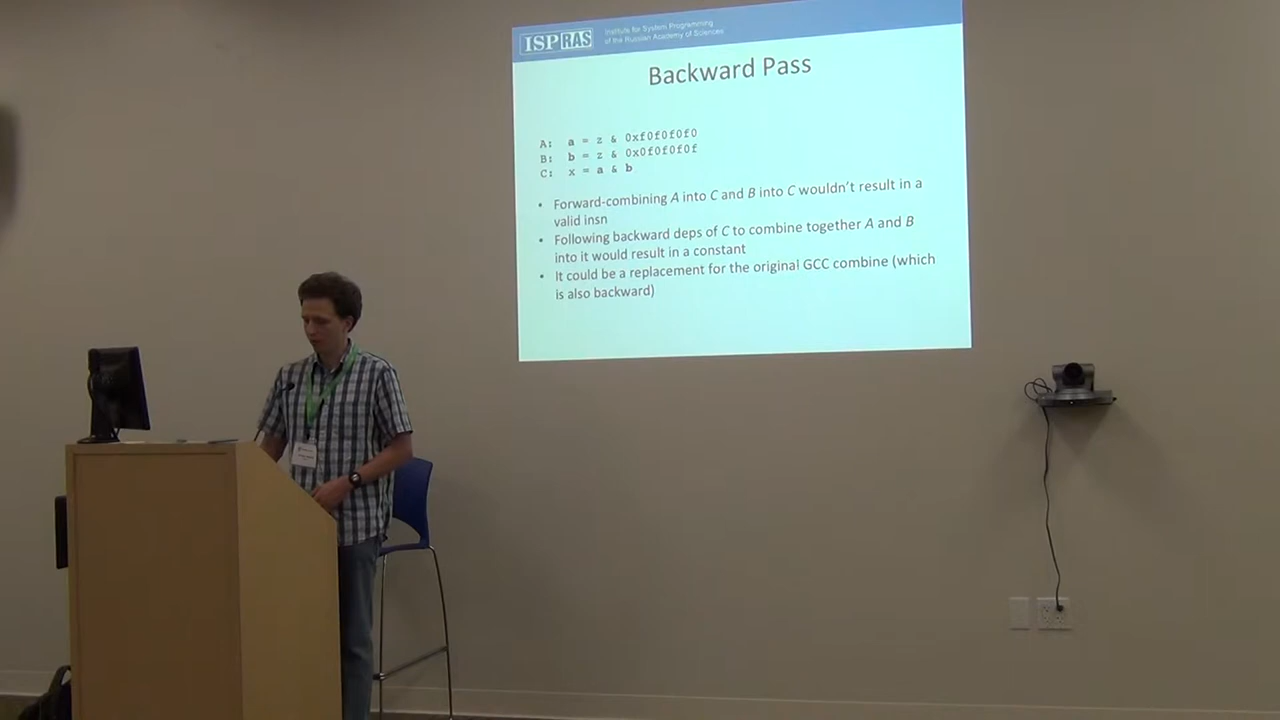 ISPRAS
Institute for System Programming
of the Russian Academy of Sciences
Backward Pass
A: a = z & 0xf0f0f0f0
B: b = z & 0x0f0f0f0f
C: x = a & b
• Forward-combining A into C and B into C wouldn't result in a
valid insn
• Following backward deps of C to combine together A and B
into it would result in a constant
• It could be a replacement for the original GCC combine (which
is also backward)